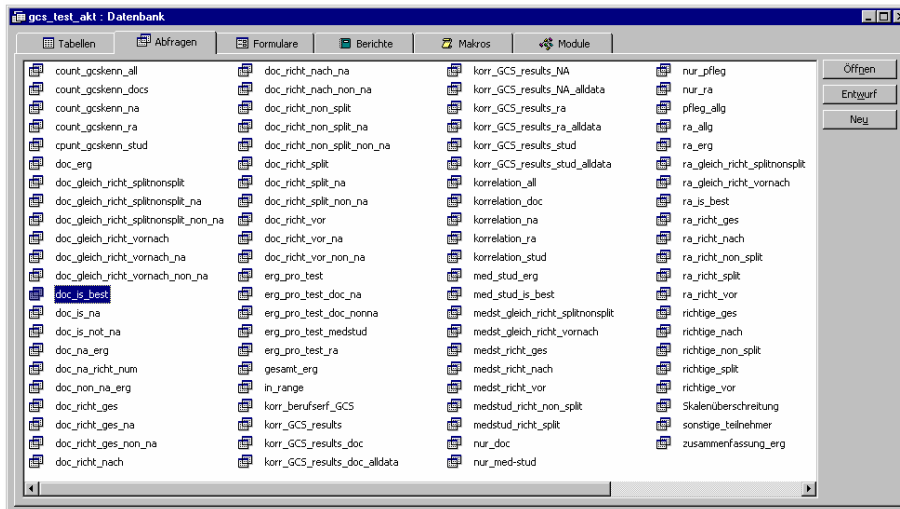 gcs_test_akt : Datenbank
Tabellen Abfragen Formulare Berichte Makros Module
count_gcskenn_all
count_gcskenn_docs
count_gcskenn_na
count_gcskenn_ra
cpunt_gcskenn_stud
doc_erg
doc_gleich_richt_splitnonsplit
doc_gleich_richt_splitnonsplit_na
doc_gleich_richt_splitnonsplit_non_na
doc_gleich_richt_vornach
doc_gleich_richt_vornach_na
doc_gleich_richt_vornach_non_na
doc_is_best
doc_is_na
doc_is_not_na
doc_na_erg
doc_na_richt_num
doc_non_na_erg
doc_richt_ges
doc_richt_ges_na
doc_richt_ges_non_na
doc_richt_nach
doc_richt_nach_na
doc_richt_nach_non_na
doc_richt_non_split
doc_richt_non_split_na
doc_richt_non_split_non_na
doc_richt_split
doc_richt_split_na
doc_richt_split_non_na
doc_richt_vor
doc_richt_vor_na
doc_richt_vor_non_na
erg_pro_test
erg_pro_test_doc_na
erg_pro_test_doc_nonna
erg_pro_test_medstud
erg_pro_test_ra
gesamt_erg
in_range
korr_berufserf_GCS
korr_GCS_results
korr_GCS_results_doc
korr_GCS_results_doc_alldata
korr_GCS_results_NA
korr_GCS_results_NA_alldata
korr_GCS_results_ra
korr_GCS_results_ra_alldata
korr_GCS_results_stud
korr_GCS_results_stud_alldata
korrelation_all
korrelation_doc
korrelation_na
korrelation_ra
korrelation_stud
med_stud_erg
med_stud_is_best
medst_gleich_richt_splitnonsplit
medst_gleich_richt_vornach
medst_richt_ges
medst_richt_nach
medst_richt_vor
medstud_richt_non_split
medstud_richt_split
nur_doc
nur_med-stud
nur_pfleg
nur_ra
pfleg_allg
ra_allg
ra_erg
ra_gleich_richt_splitnonsplit
ra_gleich_richt_vornach
ra_is_best
ra_richt_ges
ra_richt_nach
ra_richt_non_split
ra_richt_split
ra_richt_vor
richtige_ges
richtige_nach
richtige_non_split
richtige_split
richtige_vor
Skalenüberschreitung
sonstige_teilnehmer
zusammenfassung_erg
Öffnen
Entwurf
Neu